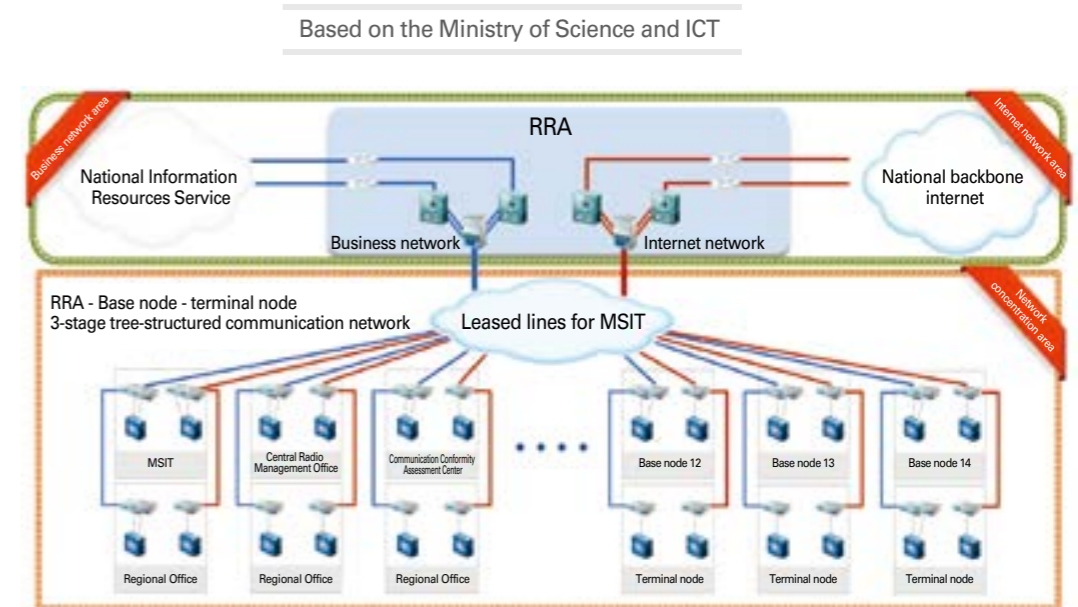 Based on the Ministry of Science and ICT
Business network area
RRA
Internet network area
National Information
Resources Service
National backbone
internet
Business network
Internet network
RRA - Base node - terminal node
3-stage tree-structured communication network
Leased lines for MSIT
Network
concentration area
MSIT
Central Radio
Management Office
Communication Conformity
Assessment Center
Base node 12
Base node 13
Base node 14
Regional Office
Regional Office
Regional Office
Terminal node
Terminal node
Terminal node